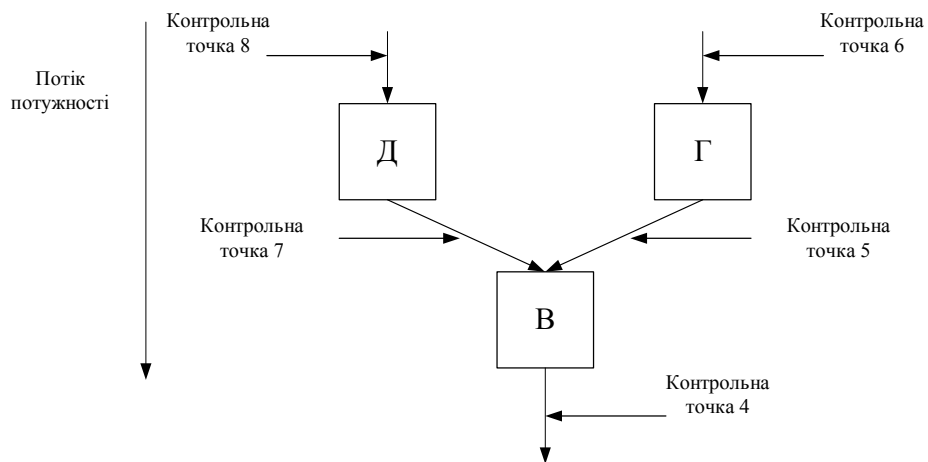 Контрольна
точка 8
Контрольна
точка 6
Потік
потужності
Д
Г
Контрольна
точка 7
Контрольна
точка 5
В
Контрольна
точка 4